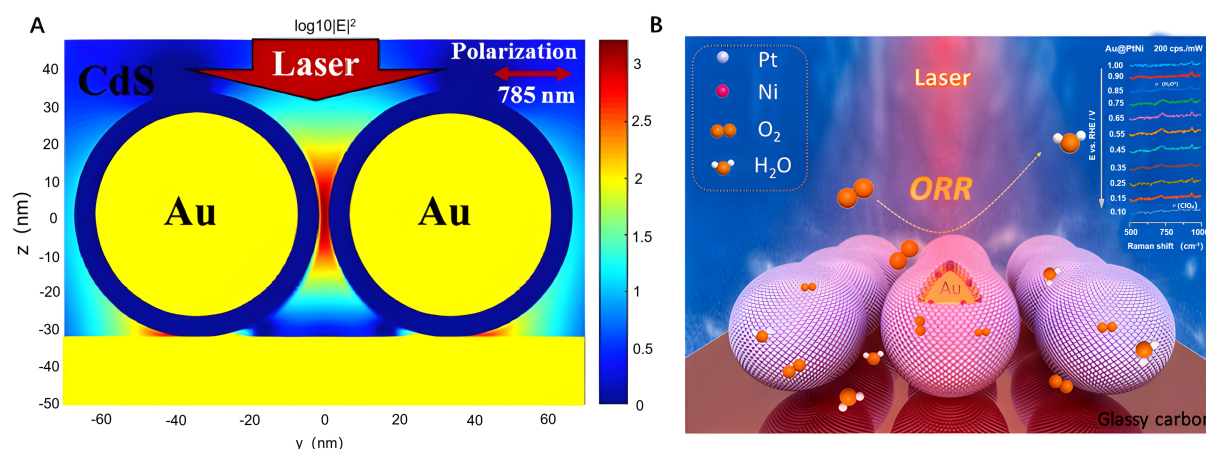 A
log10|E|²
CdS
Laser
Polarization
785 nm
Au
Au
z (nm)
40
30
20
10
0
-10
-20
-30
-40
-50
-60
-40
-20
0
20
40
60
y (nm)
3
2.5
2
1.5
1
0.5
0
B
Pt
Ni
O₂
H₂O
Laser
ORR
Au
Glassy carbon
Au@PtNi 200 cps./mW
E vs. RHE / V
1.00
0.90
0.85
0.75
0.65
0.55
0.45
0.35
0.25
0.15
0.10
500
750
1000
Raman shift (cm⁻¹)